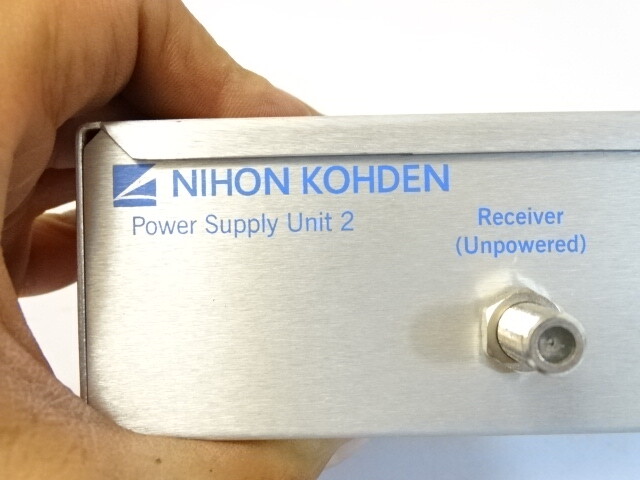 NIHON KOHDEN
Power Supply Unit 2
Receiver
(Unpowered)